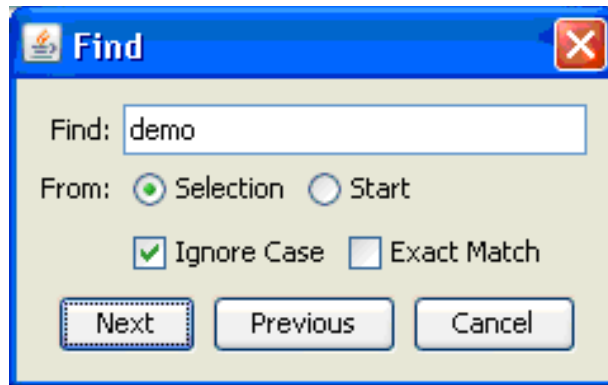 Find
Find: demo
From: Selection Start
Ignore Case Exact Match
Next Previous Cancel